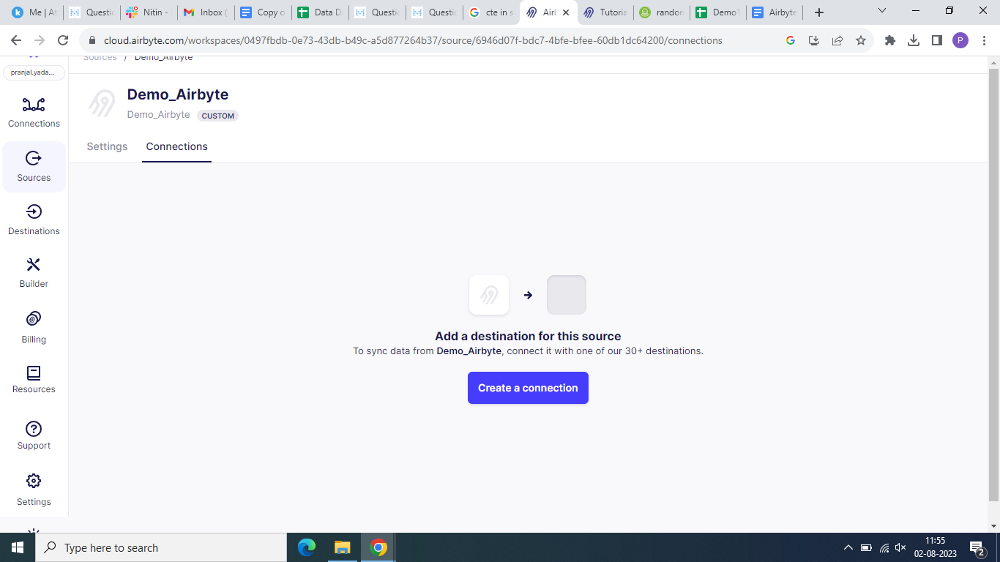 Me | At
Questio
Nitin -
Inbox (
Copy o
Data D
Questic
Questic
cte in s
Airl
Tutoria
randon
Demo1
Airbyte
cloud.airbyte.com/workspaces/0497fbdb-0e73-43db-b49c-a5d877264b37/source/6946d07f-bdc7-4bfe-bfee-60db1dc64200/connections
P
Sources / Demo_Airbyte
pranjal.yada...
Connections
Sources
Destinations
Builder
Billing
Resources
Support
Settings
Demo_Airbyte
Demo_Airbyte CUSTOM
Settings Connections
Add a destination for this source
To sync data from Demo_Airbyte, connect it with one of our 30+ destinations.
Create a connection
Type here to search
11:55
02-08-2023
2